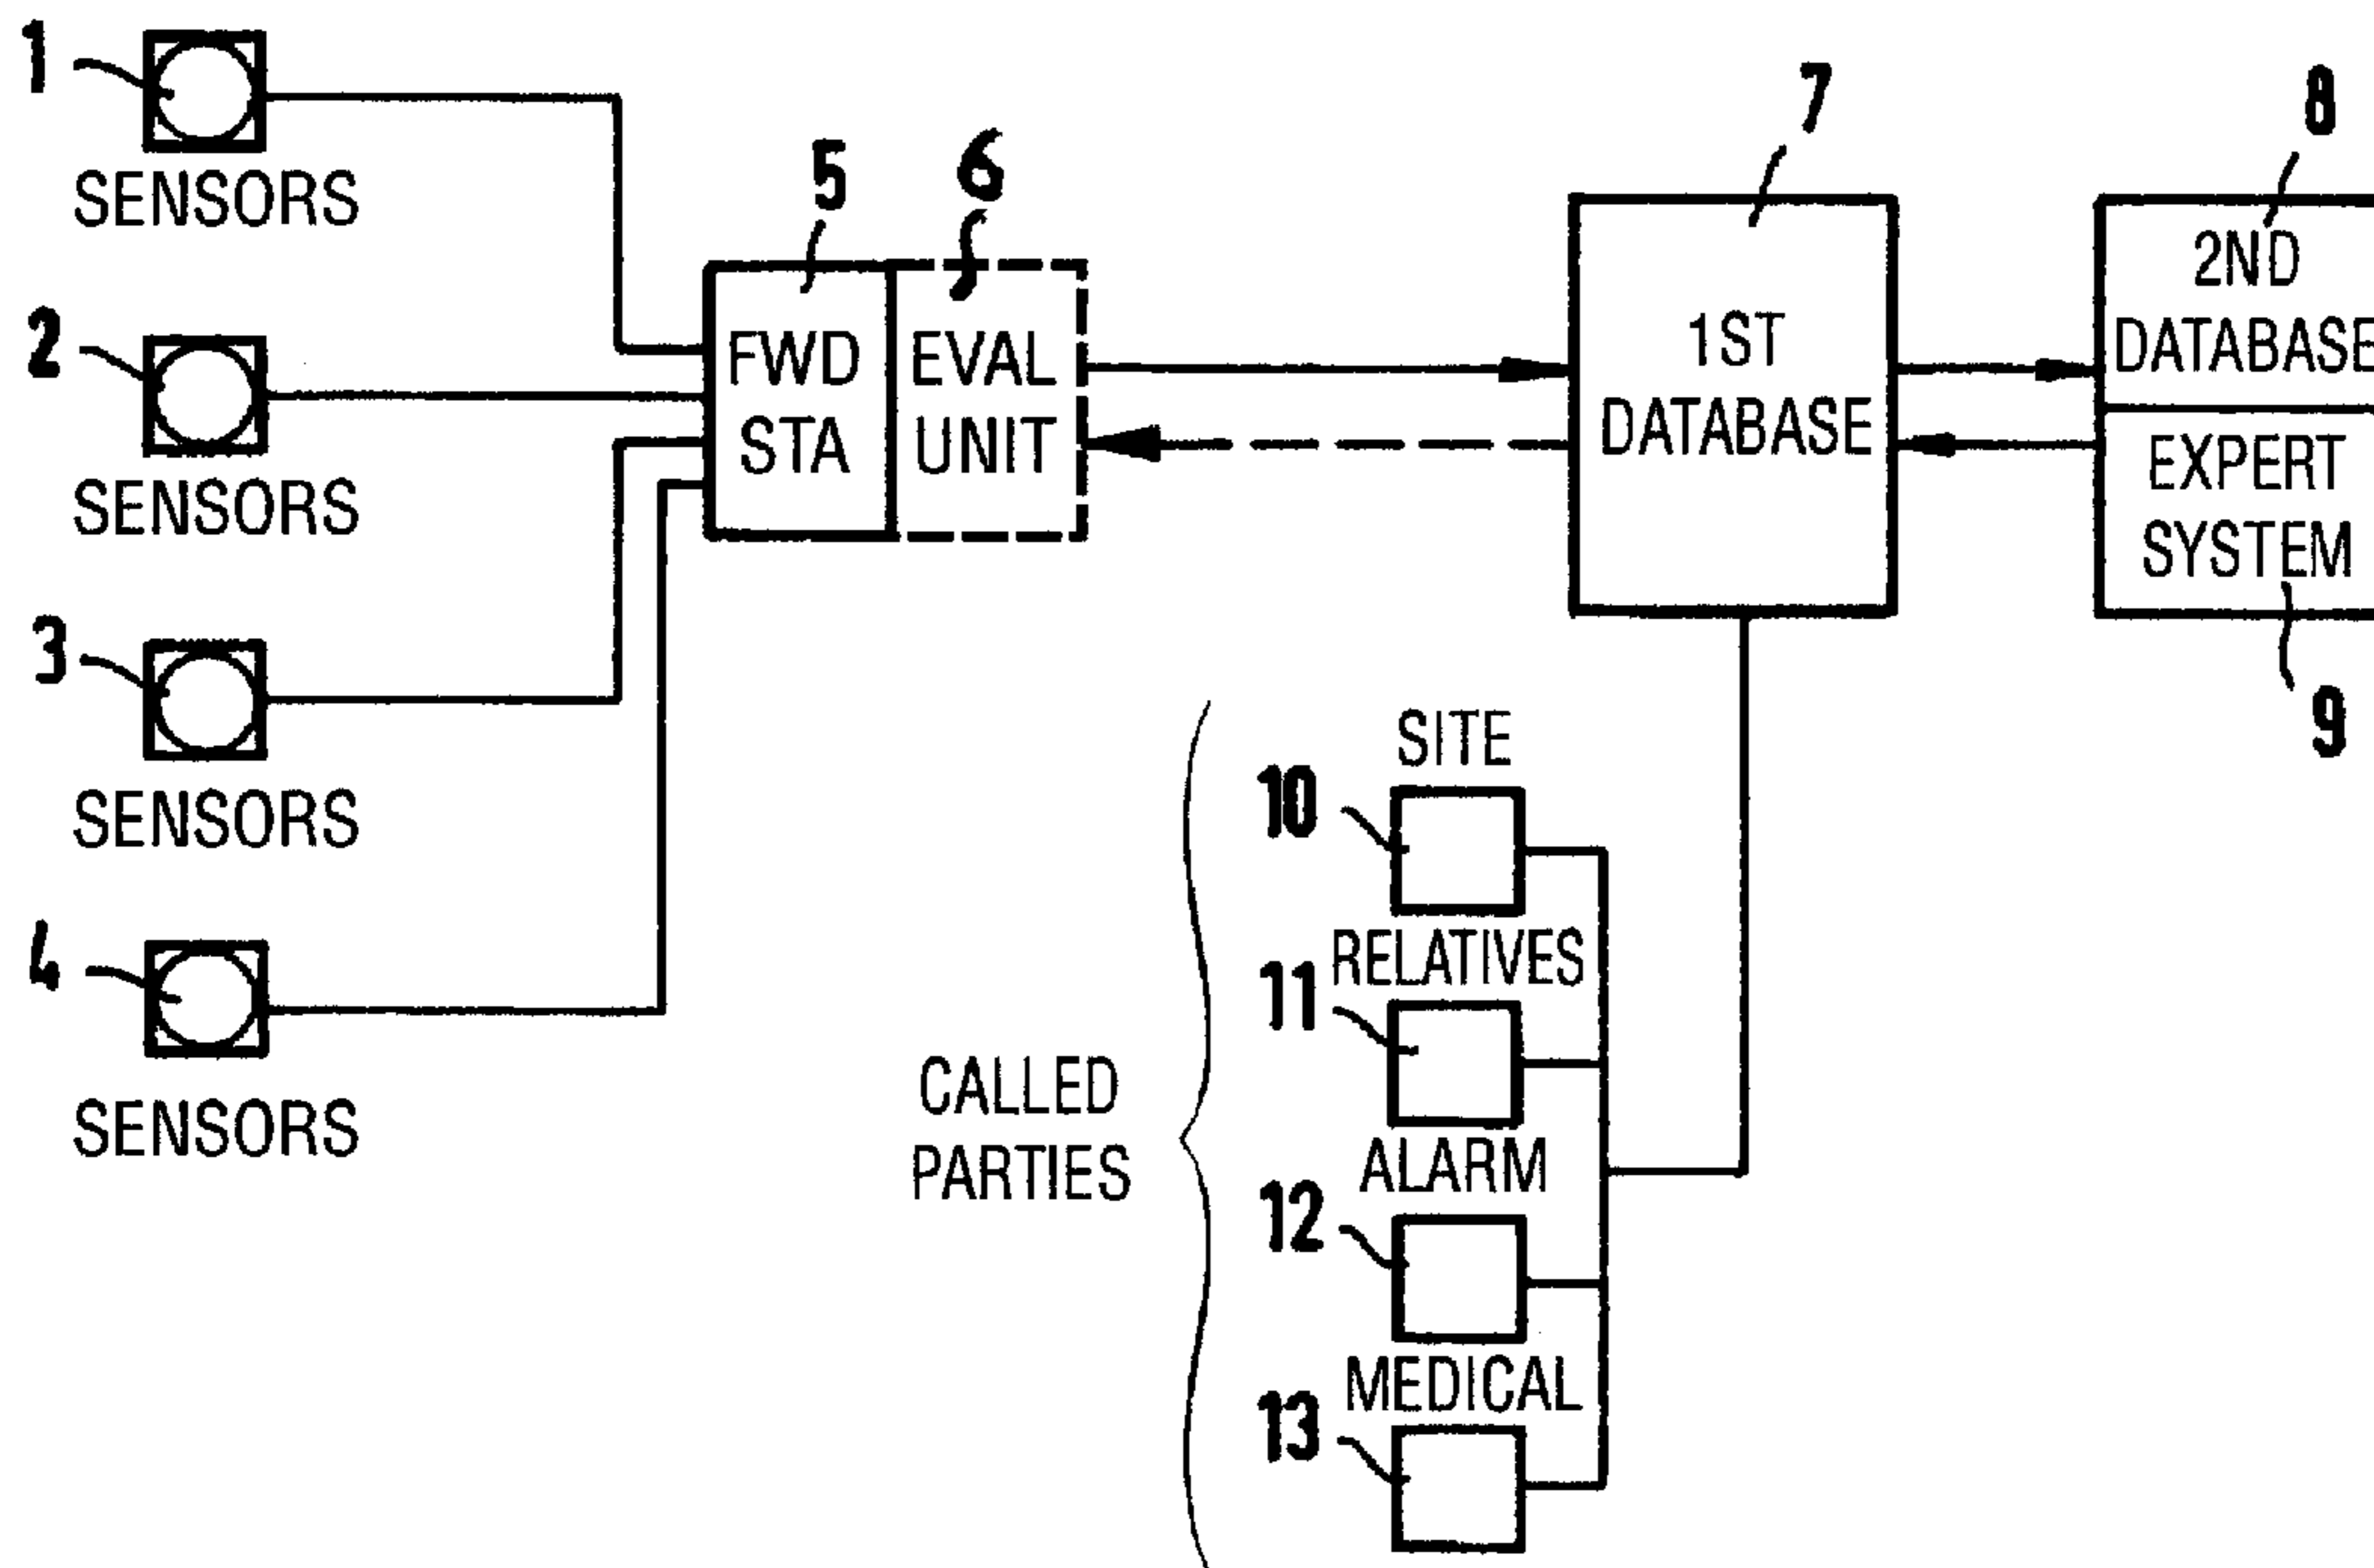 1
SENSORS
2
SENSORS
3
SENSORS
4
SENSORS
5
6
FWD
STA
EVAL
UNIT
7
1ST
DATABASE
8
2ND
DATABASE
EXPERT
SYSTEM
9
CALLED
PARTIES
SITE
10
RELATIVES
11
ALARM
12
MEDICAL
13